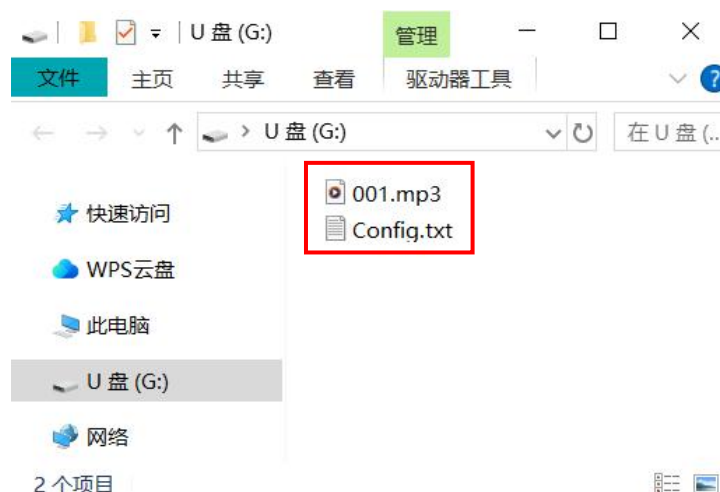 U 盘 (G:) 管理
文件 主页 共享 查看 驱动器工具 ?
U 盘 (G:) 在 U 盘 (...
001.mp3
Config.txt
快速访问
WPS云盘
此电脑
U 盘 (G:)
网络
2 个项目